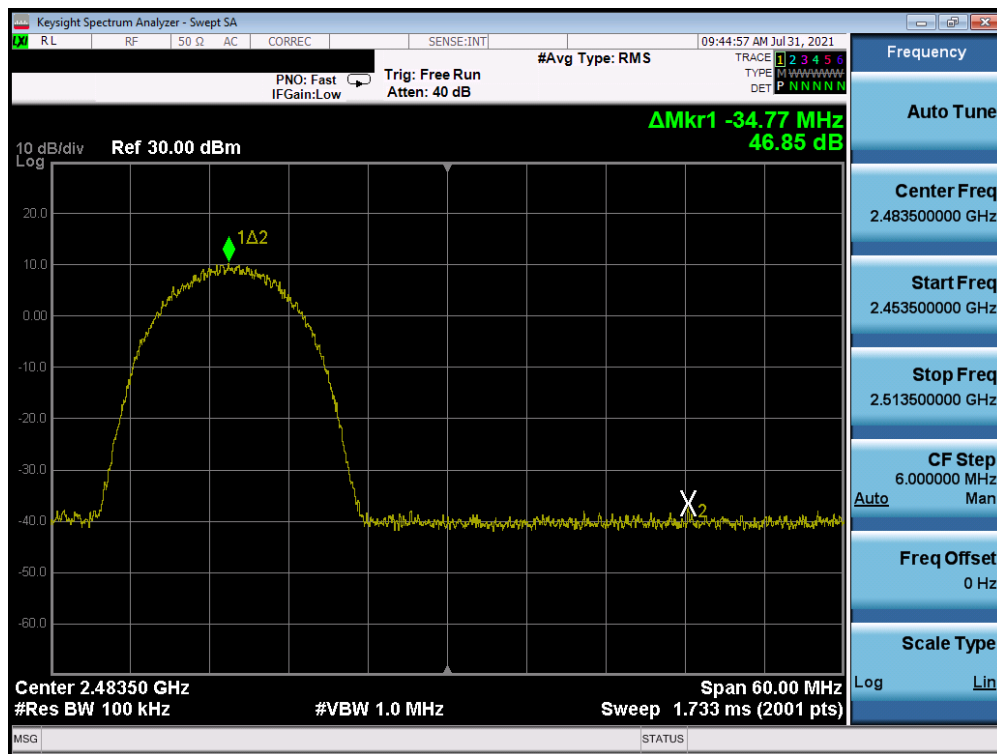 Keysight Spectrum Analyzer - Swept SA
LXI RL RF 50 Ω AC CORREC SENSE:INT 09:44:57 AM Jul 31, 2021
PNO: Fast
IFGain:Low
Trig: Free Run
Atten: 40 dB
#Avg Type: RMS
TRACE 1 2 3 4 5 6
TYPE M W W W W W
DET P N N N N N
ΔMkr1 -34.77 MHz
46.85 dB
10 dB/div
Log
Ref 30.00 dBm
1Δ2
20.0
10.0
0.00
-10.0
-20.0
-30.0
-40.0
-50.0
-60.0
X2
Center 2.48350 GHz
#Res BW 100 kHz
#VBW 1.0 MHz
Span 60.00 MHz
Sweep 1.733 ms (2001 pts)
MSG
STATUS
Frequency
Auto Tune
Center Freq
2.483500000 GHz
Start Freq
2.453500000 GHz
Stop Freq
2.513500000 GHz
CF Step
6.000000 MHz
Auto Man
Freq Offset
0 Hz
Scale Type
Log Lin